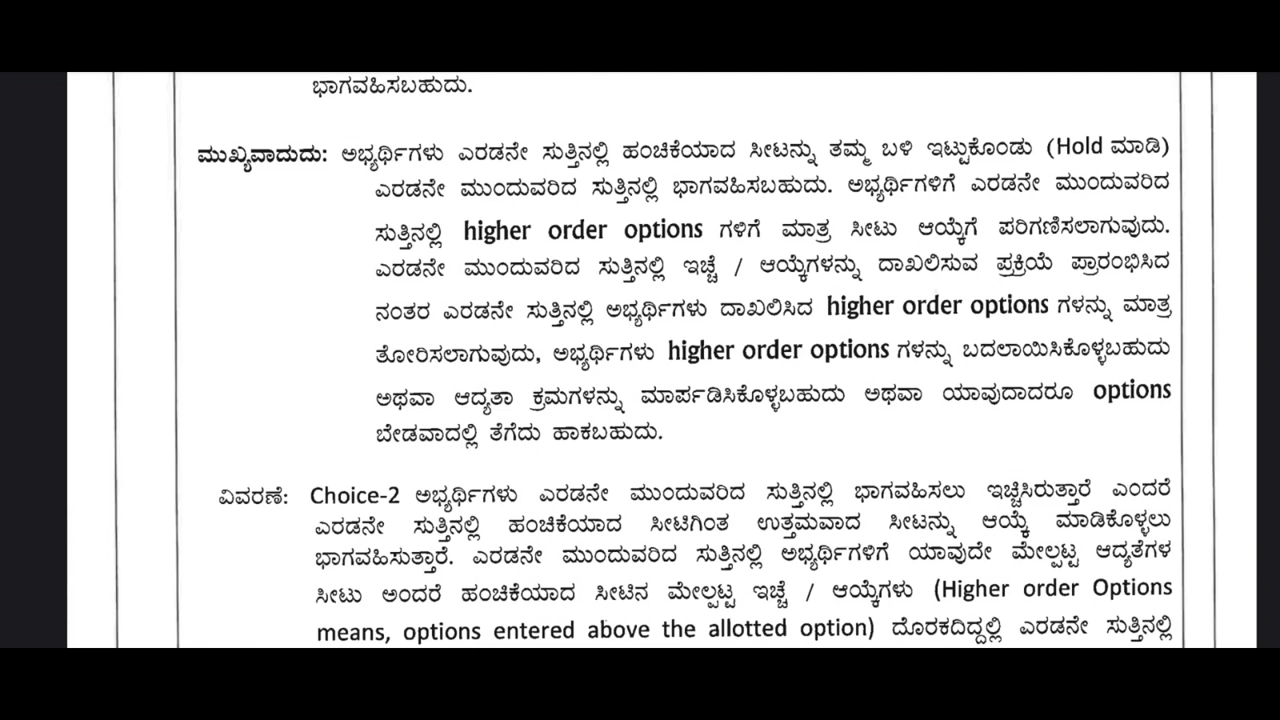 ಭಾಗವಹಿಸಬಹುದು.
ಮುಖ್ಯವಾದುದು: ಅಭ್ಯರ್ಥಿಗಳು ಎರಡನೇ ಸುತ್ತಿನಲ್ಲಿ ಹಂಚಿಕೆಯಾದ ಸೀಟನ್ನು ತಮ್ಮ ಬಳಿ ಇಟ್ಟುಕೊಂಡು (Hold ಮಾಡಿ)
ಎರಡನೇ ಮುಂದುವರಿದ ಸುತ್ತಿನಲ್ಲಿ ಭಾಗವಹಿಸಬಹುದು. ಅಭ್ಯರ್ಥಿಗಳಿಗೆ ಎರಡನೇ ಮುಂದುವರಿದ
ಸುತ್ತಿನಲ್ಲಿ higher order options ಗಳಿಗೆ ಮಾತ್ರ ಸೀಟು ಆಯ್ಕೆಗೆ ಪರಿಗಣಿಸಲಾಗುವುದು.
ಎರಡನೇ ಮುಂದುವರಿದ ಸುತ್ತಿನಲ್ಲಿ ಇಚ್ಚೆ / ಆಯ್ಕೆಗಳನ್ನು ದಾಖಲಿಸುವ ಪ್ರಕ್ರಿಯೆ ಪ್ರಾರಂಭಿಸಿದ
ನಂತರ ಎರಡನೇ ಸುತ್ತಿನಲ್ಲಿ ಅಭ್ಯರ್ಥಿಗಳು ದಾಖಲಿಸಿದ higher order options ಗಳನ್ನು ಮಾತ್ರ
ತೋರಿಸಲಾಗುವುದು, ಅಭ್ಯರ್ಥಿಗಳು higher order options ಗಳನ್ನು ಬದಲಾಯಿಸಿಕೊಳ್ಳಬಹುದು
ಅಥವಾ ಆದ್ಯತಾ ಕ್ರಮಗಳನ್ನು ಮಾರ್ಪಡಿಸಿಕೊಳ್ಳಬಹುದು ಅಥವಾ ಯಾವುದಾದರೂ options
ಬೇಡವಾದಲ್ಲಿ ತೆಗೆದು ಹಾಕಬಹುದು.
ವಿವರಣೆ: Choice-2 ಅಭ್ಯರ್ಥಿಗಳು ಎರಡನೇ ಮುಂದುವರಿದ ಸುತ್ತಿನಲ್ಲಿ ಭಾಗವಹಿಸಲು ಇಚ್ಚಿಸಿರುತ್ತಾರೆ ಎಂದರೆ
ಎರಡನೇ ಸುತ್ತಿನಲ್ಲಿ ಹಂಚಿಕೆಯಾದ ಸೀಟಿಗಿಂತ ಉತ್ತಮವಾದ ಸೀಟನ್ನು ಆಯ್ಕೆ ಮಾಡಿಕೊಳ್ಳಲು
ಭಾಗವಹಿಸುತ್ತಾರೆ. ಎರಡನೇ ಮುಂದುವರಿದ ಸುತ್ತಿನಲ್ಲಿ ಅಭ್ಯರ್ಥಿಗಳಿಗೆ ಯಾವುದೇ ಮೇಲ್ಪಟ್ಟ ಆದ್ಯತೆಗಳ
ಸೀಟು ಅಂದರೆ ಹಂಚಿಕೆಯಾದ ಸೀಟಿನ ಮೇಲ್ಪಟ್ಟ ಇಚ್ಚೆ / ಆಯ್ಕೆಗಳು (Higher order Options
means, options entered above the allotted option) ದೊರಕದಿದ್ದಲ್ಲಿ ಎರಡನೇ ಸುತ್ತಿನಲ್ಲಿ